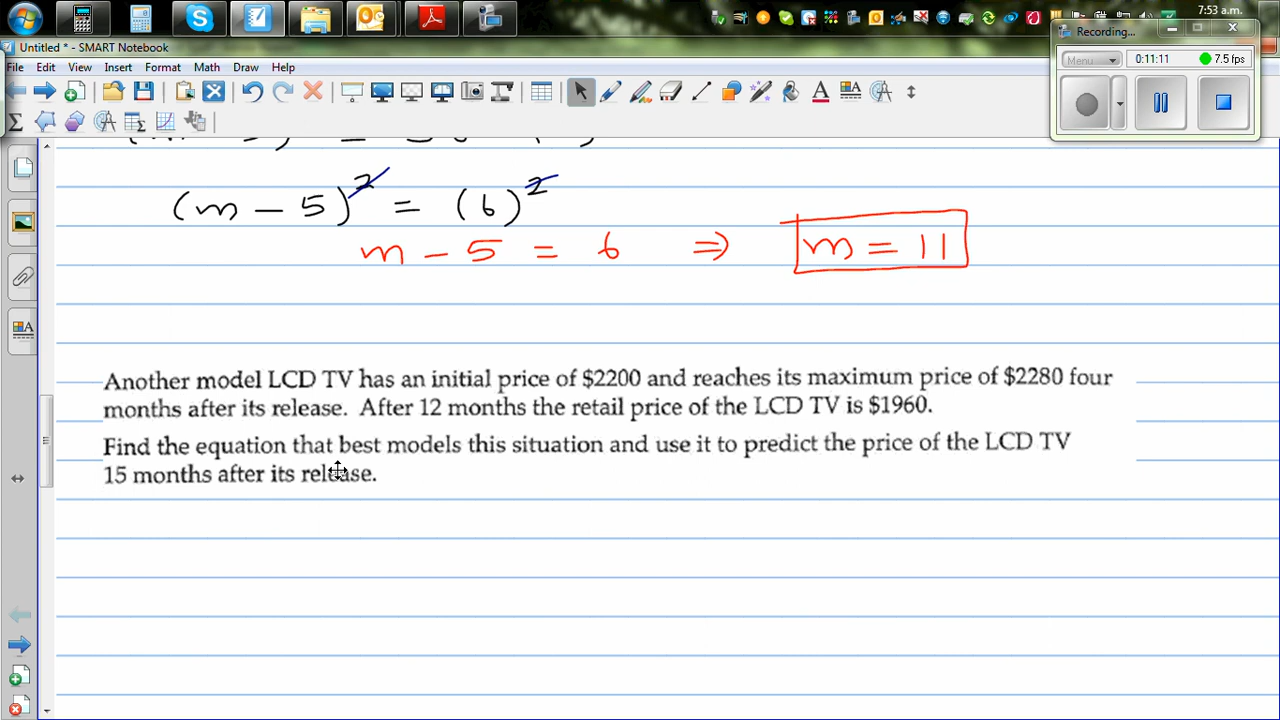 7:53 a.m.
Untitled * - SMART Notebook
Recording...
File Edit View Insert Format Math Draw Help
Menu 0:11:11 7.5 fps
(m - 5)² = (6)²
m - 5 = 6 ⇒ m = 11
Another model LCD TV has an initial price of $2200 and reaches its maximum price of $2280 four
months after its release. After 12 months the retail price of the LCD TV is $1960.
Find the equation that best models this situation and use it to predict the price of the LCD TV
15 months after its release.